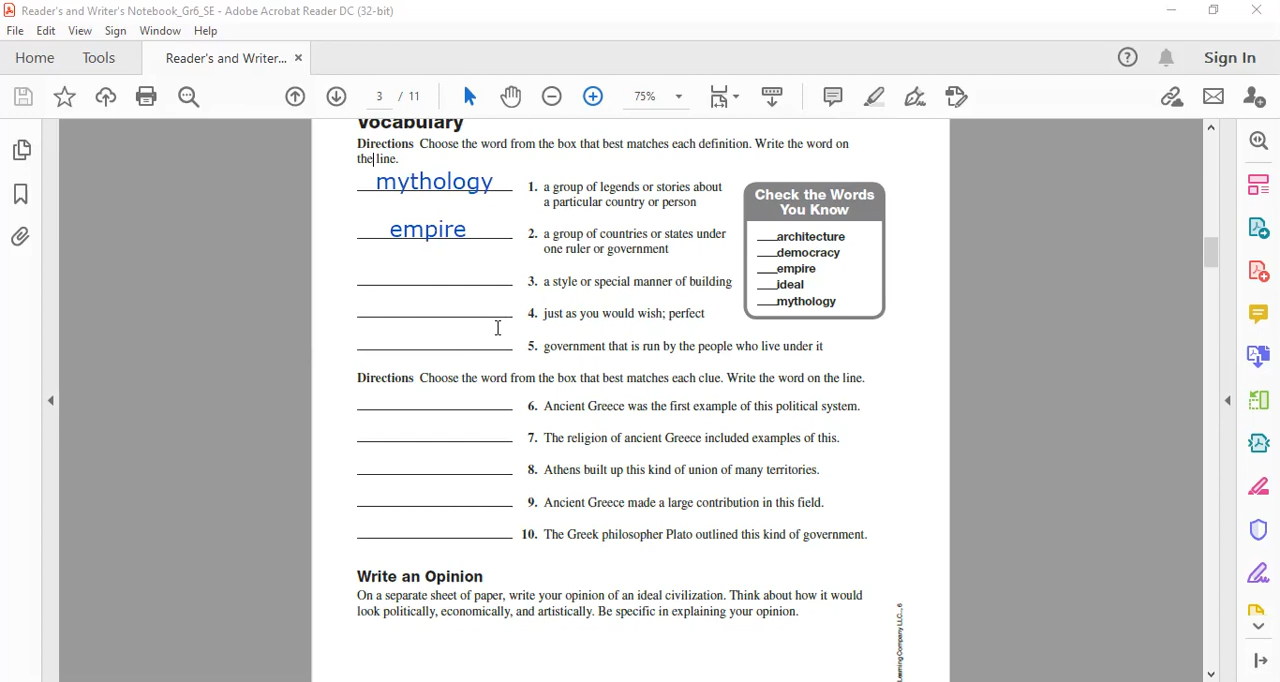 Reader's and Writer's Notebook_Gr6_SE - Adobe Acrobat Reader DC (32-bit)
File Edit View Sign Window Help
Home Tools Reader's and Writer... × Sign In
3 / 11 75%
Vocabulary
Directions Choose the word from the box that best matches each definition. Write the word on
the line.
mythology 1. a group of legends or stories about
a particular country or person
empire 2. a group of countries or states under
one ruler or government
3. a style or special manner of building
4. just as you would wish; perfect
5. government that is run by the people who live under it
Check the Words
You Know
___architecture
___democracy
___empire
___ideal
___mythology
Directions Choose the word from the box that best matches each clue. Write the word on the line.
6. Ancient Greece was the first example of this political system.
7. The religion of ancient Greece included examples of this.
8. Athens built up this kind of union of many territories.
9. Ancient Greece made a large contribution in this field.
10. The Greek philosopher Plato outlined this kind of government.
Write an Opinion
On a separate sheet of paper, write your opinion of an ideal civilization. Think about how it would
look politically, economically, and artistically. Be specific in explaining your opinion.
Learning Company LLC., 6